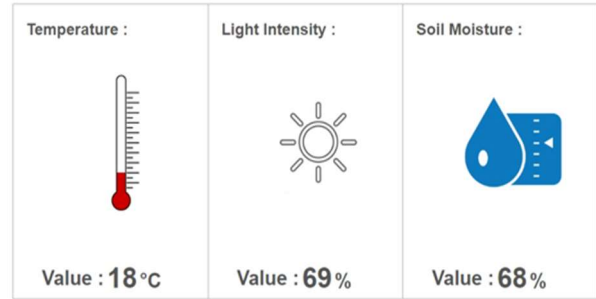 Temperature :
Light Intensity :
Soil Moisture :
Value : 18 °C
Value : 69 %
Value : 68 %